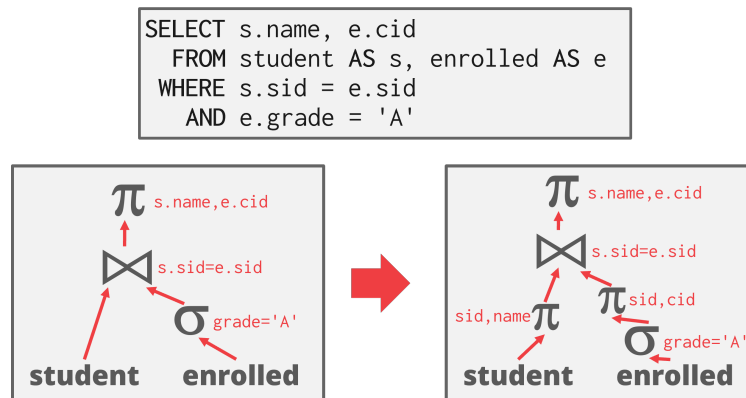 SELECT s.name, e.cid
FROM student AS s, enrolled AS e
WHERE s.sid = e.sid
AND e.grade = 'A'
π s.name,e.cid
⋈ s.sid=e.sid
σ grade='A'
student enrolled
π s.name,e.cid
⋈ s.sid=e.sid
sid,name π π sid,cid
σ grade='A'
student enrolled